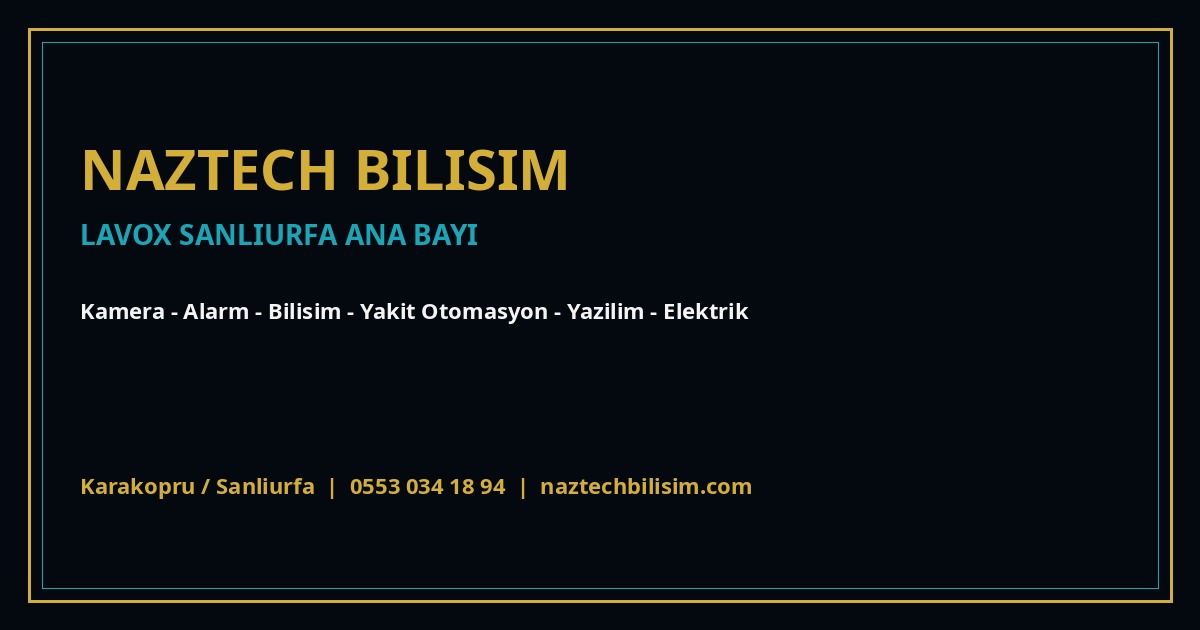 NAZTECH BILISIM
LAVOX SANLIURFA ANA BAYI
Kamera - Alarm - Bilisim - Yakit Otomasyon - Yazilim - Elektrik
Karakopru / Sanliurfa | 0553 034 18 94 | naztechbilisim.com